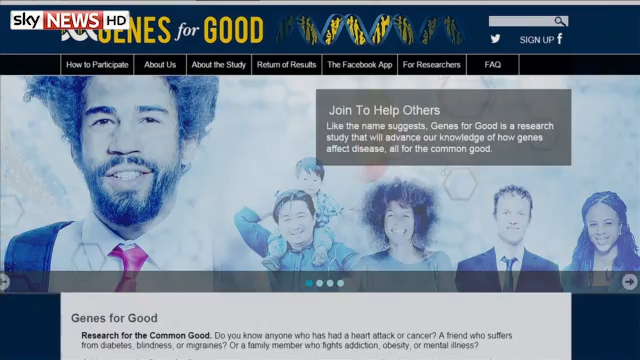 sky NEWS HD
GENES for GOOD
SIGN UP f
How to Participate About Us About the Study Return of Results The Facebook App For Researchers FAQ
Join To Help Others
Like the name suggests, Genes for Good is a research
study that will advance our knowledge of how genes
affect disease, all for the common good.
Genes for Good
Research for the Common Good. Do you know anyone who has had a heart attack or cancer? A friend who suffers
from diabetes, blindness, or migraines? Or a family member who fights addiction, obesity, or mental illness?